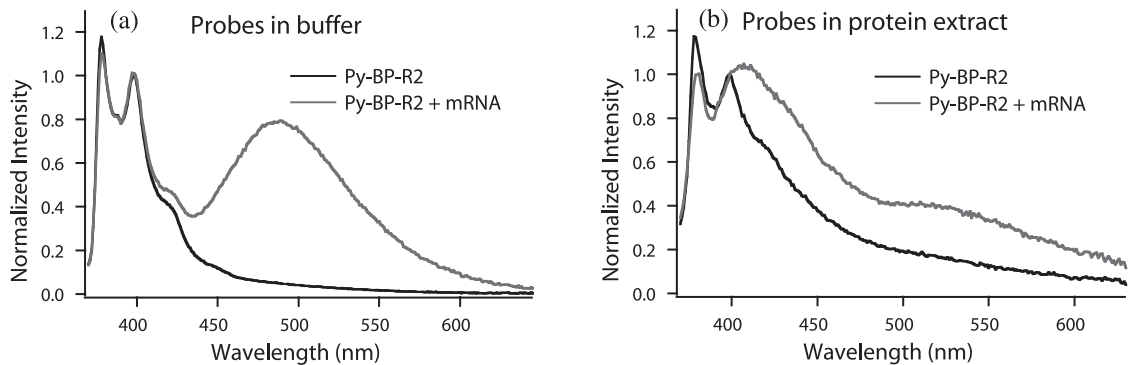 (a) Probes in buffer
1.2
1.0
0.8
0.6
0.4
0.2
0.0
Normalized Intensity
Py-BP-R2
Py-BP-R2 + mRNA
400 450 500 550 600
Wavelength (nm)
(b) Probes in protein extract
1.2
1.0
0.8
0.6
0.4
0.2
0.0
Normalized Intensity
Py-BP-R2
Py-BP-R2 + mRNA
400 450 500 550 600
Wavelength (nm)